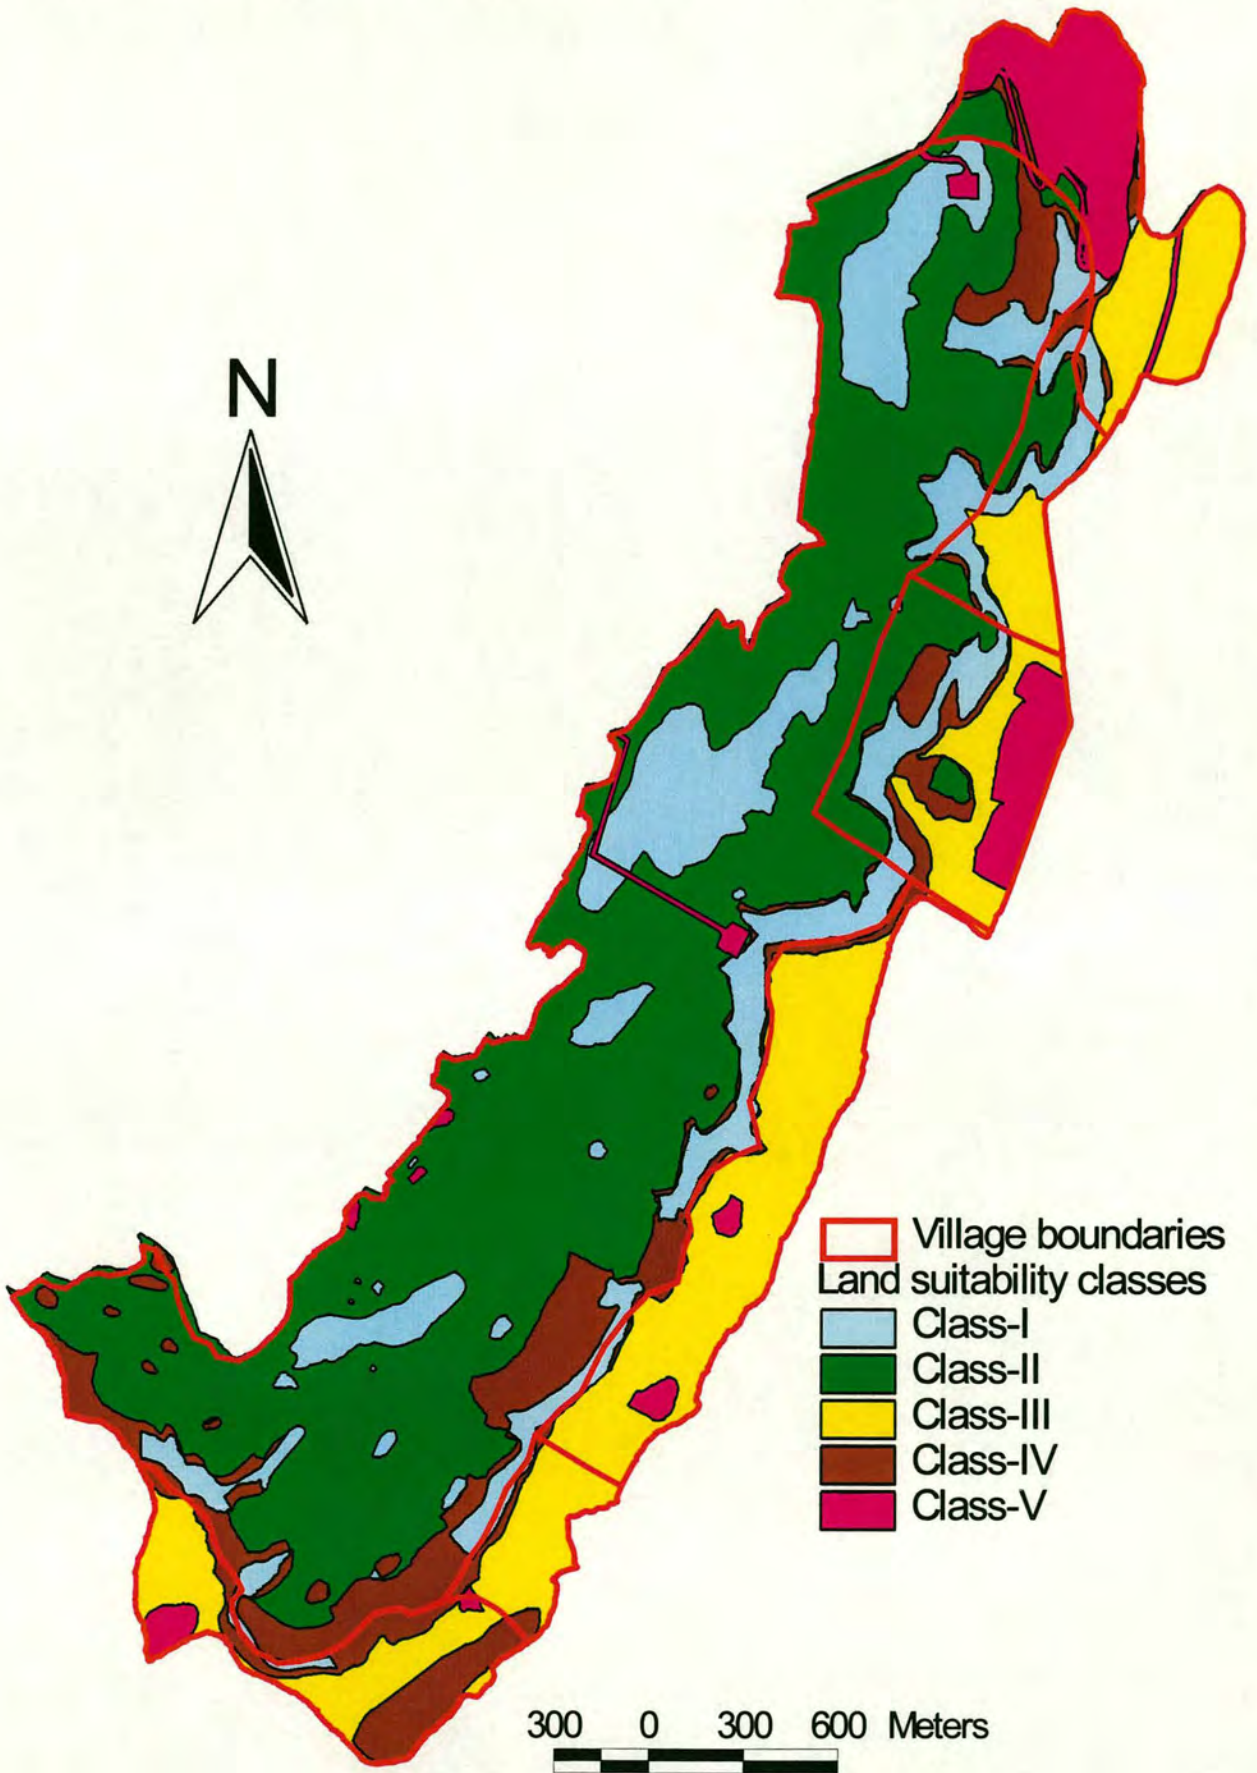 N
Village boundaries
Land suitability classes
Class-I
Class-II
Class-III
Class-IV
Class-V
300 0 300 600 Meters